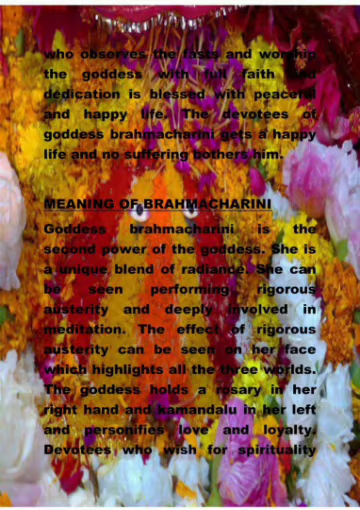 who observes the fasts and worship
the goddess with full faith and
dedication is blessed with peaceful
and happy life. The devotees of
goddess brahmacharini gets a happy
life and no suffering bothers him.
MEANING OF BRAHMACHARINI
Goddess brahmacharini is the
second power of the goddess. She is
a unique blend of radiance. She can
be seen performing rigorous
austerity and deeply involved in
meditation. The effect of rigorous
austerity can be seen on her face
which highlights all the three worlds.
The goddess holds a rosary in her
right hand and kamandalu in her left
and personifies love and loyalty.
Devotees who wish for spirituality